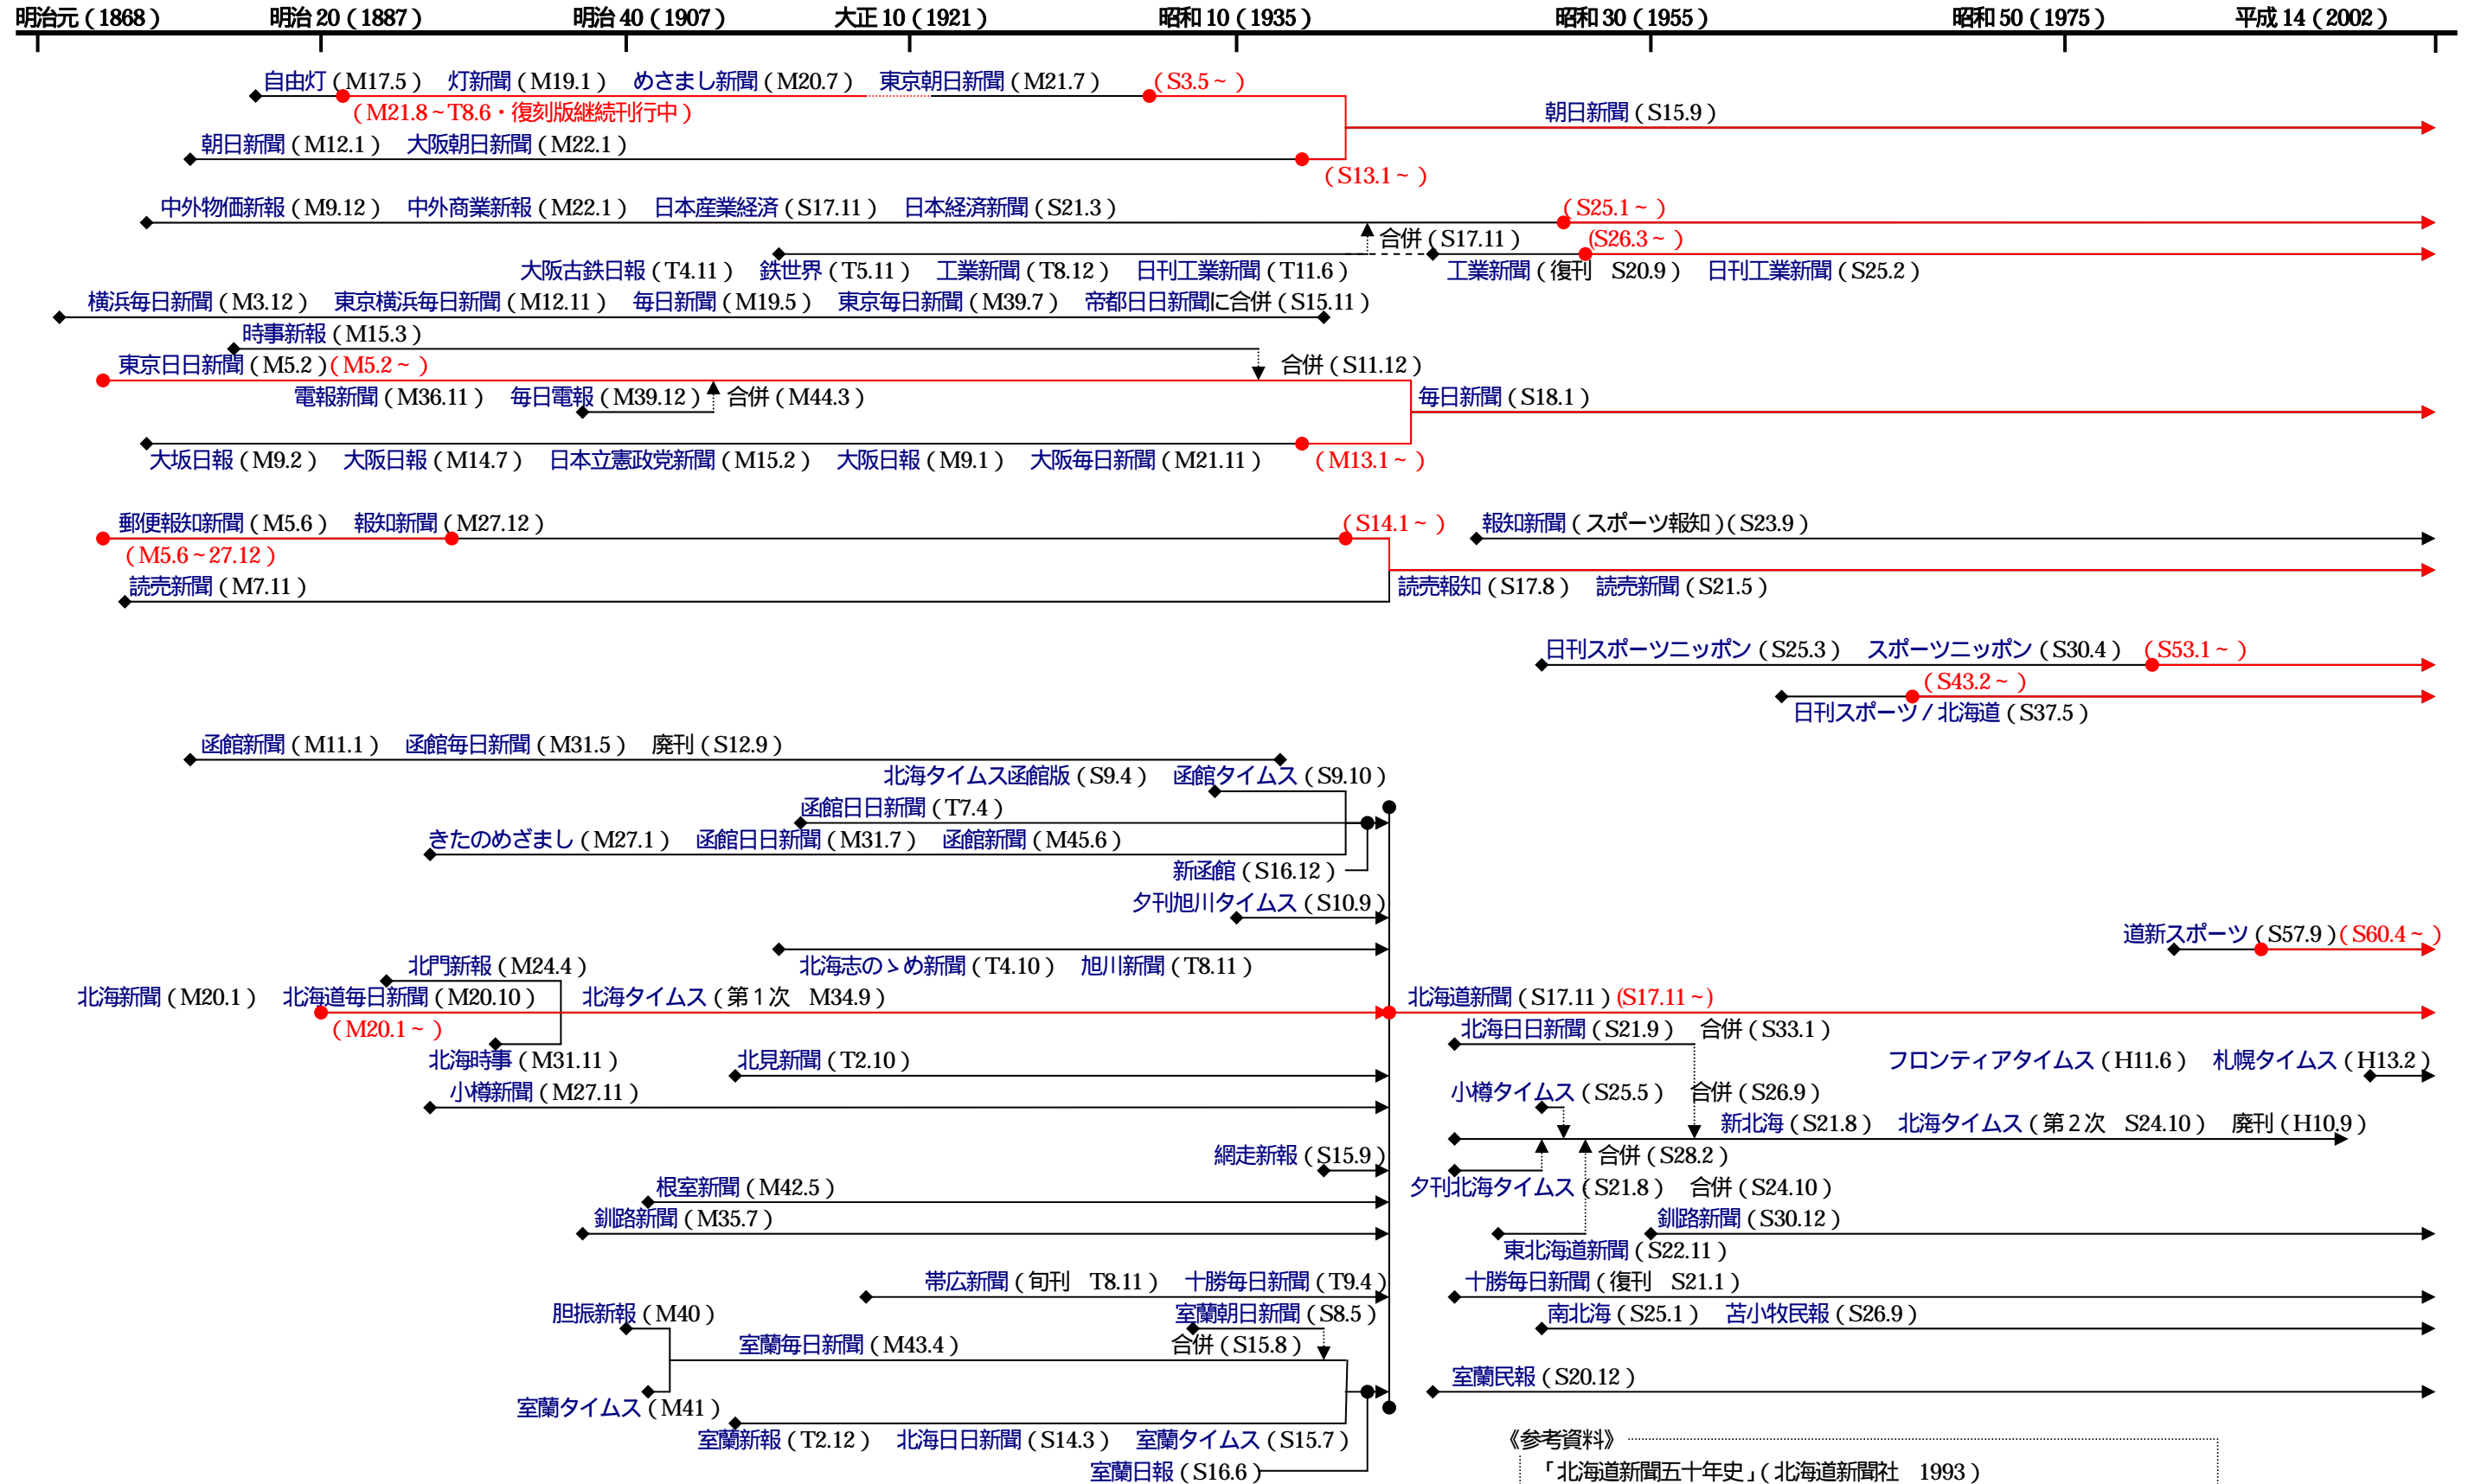 明治元（1868） 明治20（1887） 明治40（1907） 大正10（1921） 昭和10（1935） 昭和30（1955） 昭和50（1975） 平成14（2002）
自由灯（M17.5） 灯新聞（M19.1） めさまし新聞（M20.7） 東京朝日新聞（M21.7） （S3.5～）
（M21.8～T8.6・復刻版継続刊行中）
朝日新聞（S15.9）
朝日新聞（M12.1） 大阪朝日新聞（M22.1）
（S13.1～）
中外物価新報（M9.12） 中外商業新報（M22.1） 日本産業経済（S17.11） 日本経済新聞（S21.3） （S25.1～）
合併（S17.11） (S26.3～)
大阪古鉄日報（T4.11） 鉄世界（T5.11） 工業新聞（T8.12） 日刊工業新聞（T11.6） 工業新聞（復刊 S20.9） 日刊工業新聞（S25.2）
横浜毎日新聞（M3.12） 東京横浜毎日新聞（M12.11） 毎日新聞（M19.5） 東京毎日新聞（M39.7） 帝都日日新聞に合併（S15.11）
時事新報（M15.3）
東京日日新聞（M5.2）（M5.2～） 合併（S11.12）
電報新聞（M36.11） 毎日電報（M39.12） 合併（M44.3） 毎日新聞（S18.1）
大坂日報（M9.2） 大阪日報（M14.7） 日本立憲政党新聞（M15.2） 大阪日報（M9.1） 大阪毎日新聞（M21.11） （M13.1～）
郵便報知新聞（M5.6） 報知新聞（M27.12） （S14.1～） 報知新聞（スポーツ報知）（S23.9）
（M5.6～27.12）
読売新聞（M7.11） 読売報知（S17.8） 読売新聞（S21.5）
日刊スポーツニッポン（S25.3） スポーツニッポン（S30.4） （S53.1～）
（S43.2～）
日刊スポーツ／北海道（S37.5）
函館新聞（M11.1） 函館毎日新聞（M31.5） 廃刊（S12.9）
北海タイムス函館版（S9.4） 函館タイムス（S9.10）
函館日日新聞（T7.4）
きたのめざまし（M27.1） 函館日日新聞（M31.7） 函館新聞（M45.6）
新函館（S16.12）
夕刊旭川タイムス（S10.9）
道新スポーツ（S57.9）（S60.4～）
北門新報（M24.4） 北海志のゝめ新聞（T4.10） 旭川新聞（T8.11）
北海新聞（M20.1） 北海道毎日新聞（M20.10） 北海タイムス（第１次 M34.9） 北海道新聞（S17.11）(S17.11～)
（M20.1～） 北海日日新聞（S21.9） 合併（S33.1）
北海時事（M31.11） 北見新聞（T2.10） フロンティアタイムス（H11.6） 札幌タイムス（H13.2）
小樽新聞（M27.11） 小樽タイムス（S25.5） 合併（S26.9）
新北海（S21.8） 北海タイムス（第２次 S24.10） 廃刊（H10.9）
網走新報（S15.9） 合併（S28.2）
根室新聞（M42.5） 夕刊北海タイムス（S21.8） 合併（S24.10）
釧路新聞（M35.7） 釧路新聞（S30.12）
東北海道新聞（S22.11）
帯広新聞（旬刊 T8.11） 十勝毎日新聞（T9.4） 十勝毎日新聞（復刊 S21.1）
胆振新報（M40） 室蘭朝日新聞（S8.5） 南北海（S25.1） 苫小牧民報（S26.9）
室蘭毎日新聞（M43.4） 合併（S15.8）
室蘭民報（S20.12）
室蘭タイムス（M41）
室蘭新報（T2.12） 北海日日新聞（S14.3） 室蘭タイムス（S15.7） 《参考資料》
室蘭日報（S16.6） 「北海道新聞五十年史」（北海道新聞社 1993）